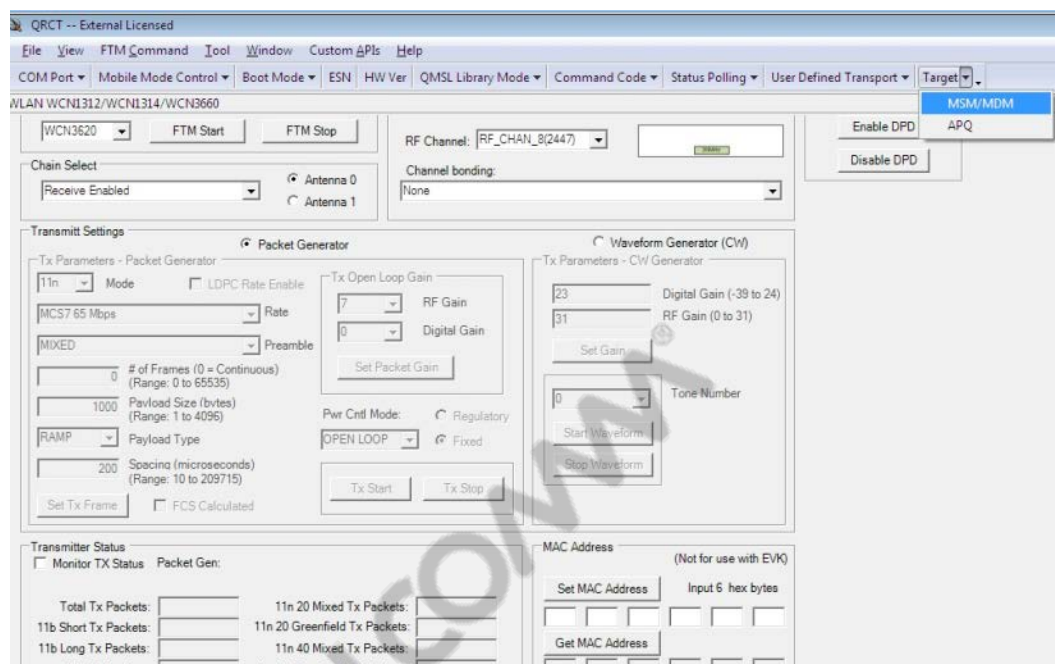 QRCT -- External Licensed
File View FTM Command Tool Window Custom APIs Help
COM Port Mobile Mode Control Boot Mode ESN HW Ver QMSL Library Mode Command Code Status Polling User Defined Transport Target
WLAN WCN1312/WCN1314/WCN3660
MSM/MDM
APQ
WCN3620 FTM Start FTM Stop
RF Channel: RF_CHAN_8(2447)
Enable DPD
Disable DPD
Chain Select
Receive Enabled
Antenna 0
Antenna 1
Channel bonding:
None
Transmitt Settings
Packet Generator
Waveform Generator (CW)
Tx Parameters - Packet Generator
11n Mode LDPC Rate Enable
MCS7 65 Mbps Rate
MIXED Preamble
0 # of Frames (0 = Continuous)
(Range: 0 to 65535)
1000 Payload Size (bytes)
(Range: 1 to 4096)
RAMP Payload Type
200 Spacing (microseconds)
(Range: 10 to 209715)
Set Tx Frame FCS Calculated
Tx Open Loop Gain
7 RF Gain
0 Digital Gain
Set Packet Gain
Pwr Cntl Mode: Regulatory
OPEN LOOP Fixed
Tx Start Tx Stop
Tx Parameters - CW Generator
23 Digital Gain (-39 to 24)
31 RF Gain (0 to 31)
Set Gain
0 Tone Number
Start Waveform
Stop Waveform
Transmitter Status
Monitor TX Status Packet Gen:
Total Tx Packets: 11n 20 Mixed Tx Packets:
11b Short Tx Packets: 11n 20 Greenfield Tx Packets:
11b Long Tx Packets: 11n 40 Mixed Tx Packets:
MAC Address
(Not for use with EVK)
Set MAC Address Input 6 hex bytes
Get MAC Address
COMM®